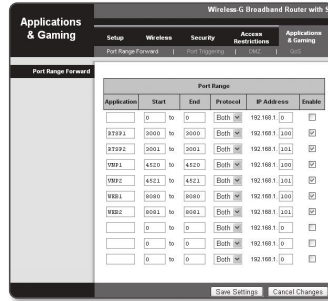 Wireless-G Broadband Router with S
Applications & Gaming
Setup Wireless Security Access Restrictions Applications & Gaming
Port Range Forward | Port Triggering | DMZ | QoS
Port Range Forward
Port Range
Application Start End Protocol IP Address Enable
0 to 0 Both 192.168.1. 0
RTSP1 3000 to 3000 Both 192.168.1. 100
RTSP2 3001 to 3001 Both 192.168.1. 101
VNP1 4520 to 4520 Both 192.168.1. 100
VNP2 4521 to 4521 Both 192.168.1. 101
WEB1 8080 to 8080 Both 192.168.1. 100
WEB2 8081 to 8081 Both 192.168.1. 101
0 to 0 Both 192.168.1. 0
0 to 0 Both 192.168.1. 0
0 to 0 Both 192.168.1. 0
Save Settings Cancel Changes